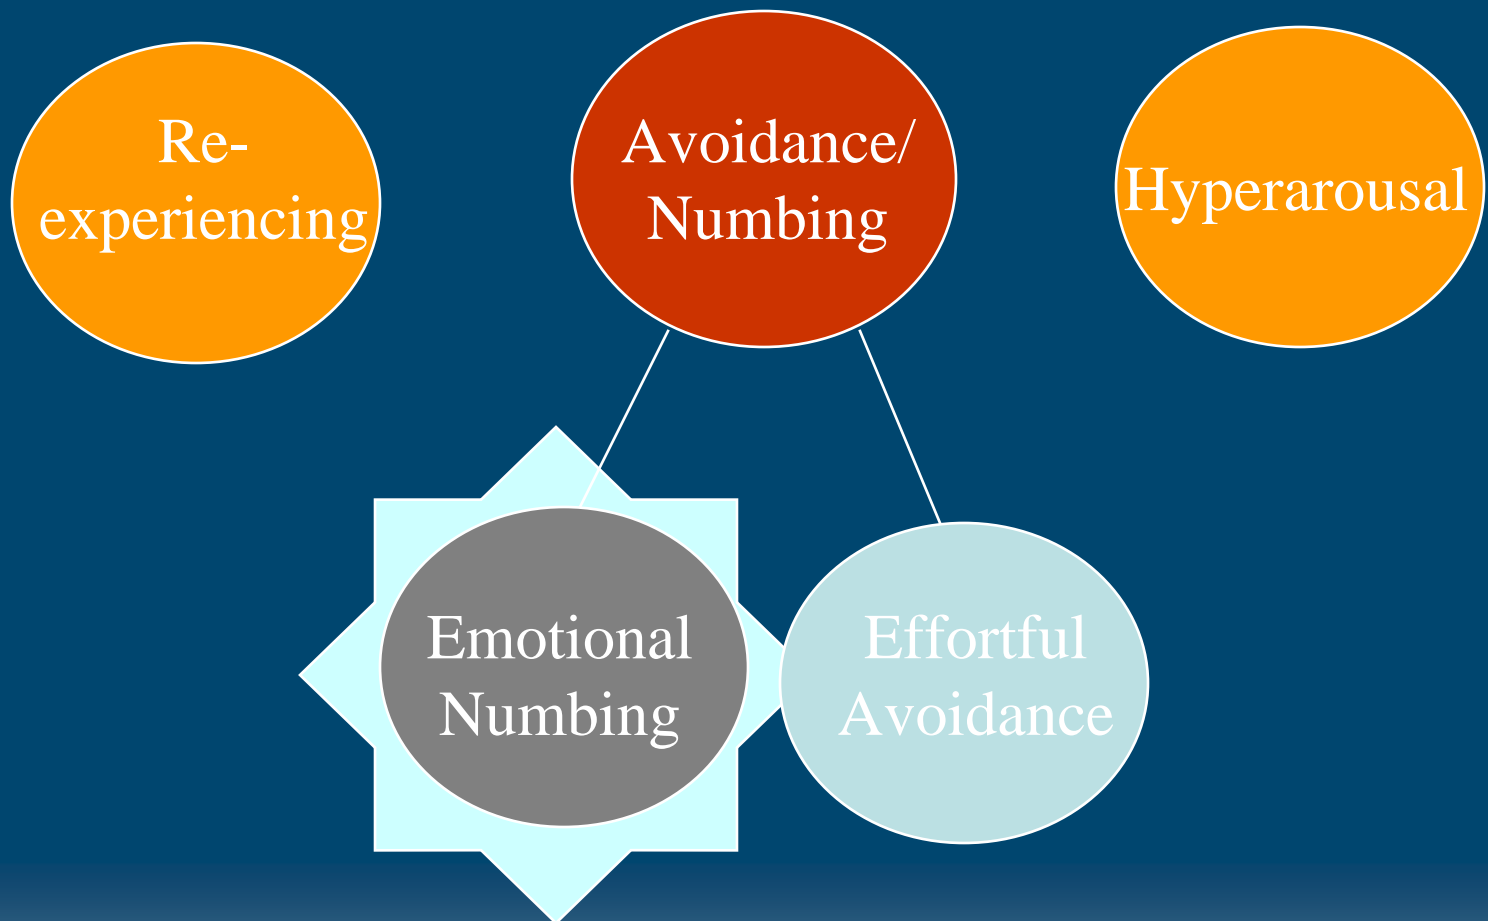 Re-
experiencing
Avoidance/
Numbing
Hyperarousal
Emotional
Numbing
Effortful
Avoidance